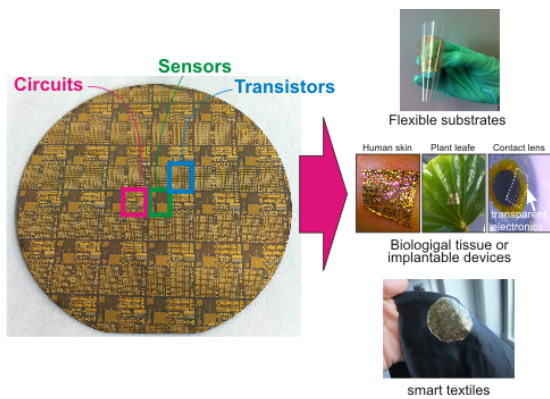 Sensors
Circuits
Transistors
Flexible substrates
Human skin
Plant leafe
Contact lens
transparent
electronics
Biologigal tissue or
implantable devices
smart textiles